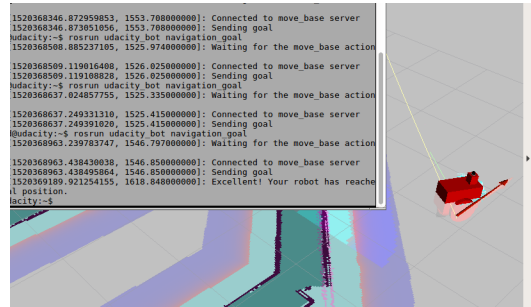 1520368346.872959853, 1553.708000000]: Connected to move_base server
1520368346.873051056, 1553.708000000]: Sending goal
udacity:~$ rosrun udacity_bot navigation_goal
1520368508.885237105, 1525.974000000]: Waiting for the move_base action
1520368509.119016408, 1526.025000000]: Connected to move_base server
1520368509.119108828, 1526.025000000]: Sending goal
udacity:~$ rosrun udacity_bot navigation_goal
1520368637.024857755, 1525.335000000]: Waiting for the move_base action
1520368637.249331310, 1525.415000000]: Connected to move_base server
1520368637.249391020, 1525.415000000]: Sending goal
@udacity:~$ rosrun udacity_bot navigation_goal
1520368963.239783747, 1546.797000000]: Waiting for the move_base action
1520368963.438430038, 1546.850000000]: Connected to move_base server
1520368963.438495864, 1546.850000000]: Sending goal
1520369189.921254155, 1618.848000000]: Excellent! Your robot has reache
l position.
dacity:~$